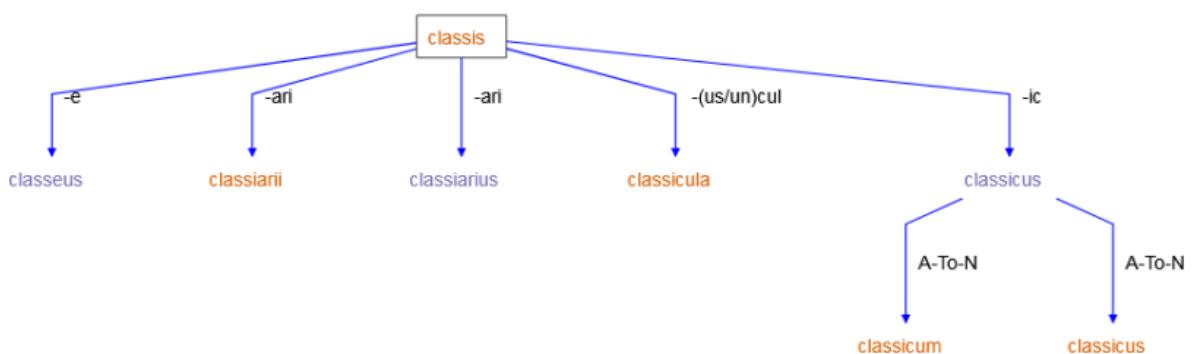 classis
-e
-ari
-ari
-(us/un)cul
-ic
classeus
classiarii
classiarius
classicula
classicus
A-To-N
A-To-N
classicum
classicus